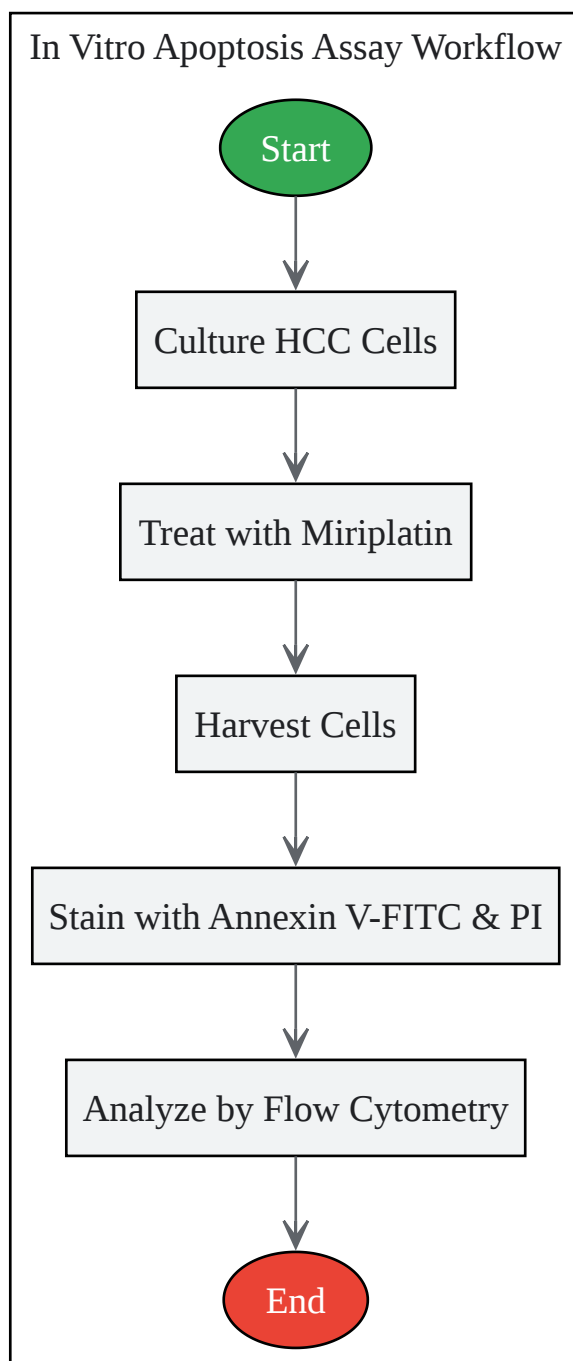 In Vitro Apoptosis Assay Workflow
Start
Culture HCC Cells
Treat with Miriplatin
Harvest Cells
Stain with Annexin V-FITC & PI
Analyze by Flow Cytometry
End